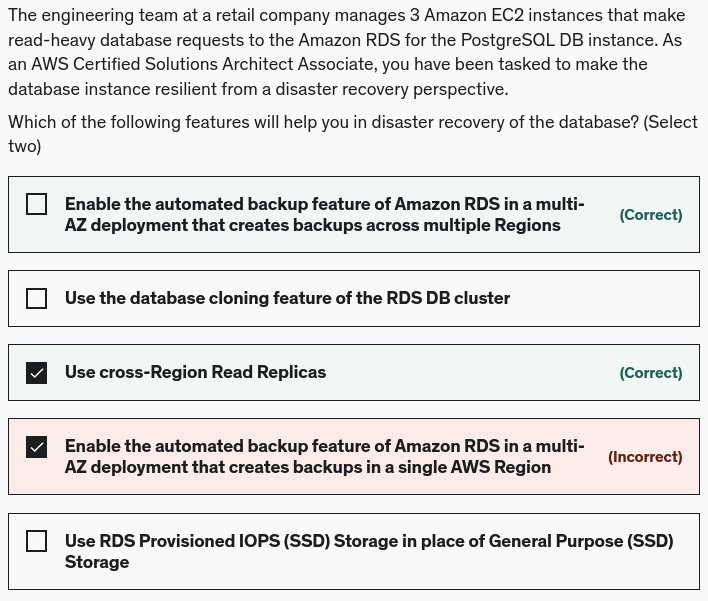 The engineering team at a retail company manages 3 Amazon EC2 instances that make
read-heavy database requests to the Amazon RDS for the PostgreSQL DB instance. As
an AWS Certified Solutions Architect Associate, you have been tasked to make the
database instance resilient from a disaster recovery perspective.
Which of the following features will help you in disaster recovery of the database? (Select
two)
Enable the automated backup feature of Amazon RDS in a multi-
AZ deployment that creates backups across multiple Regions
(Correct)
Use the database cloning feature of the RDS DB cluster
Use cross-Region Read Replicas
(Correct)
Enable the automated backup feature of Amazon RDS in a multi-
AZ deployment that creates backups in a single AWS Region
(Incorrect)
Use RDS Provisioned IOPS (SSD) Storage in place of General Purpose (SSD)
Storage